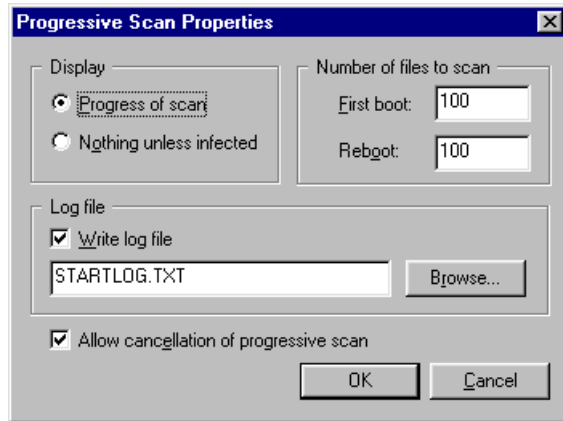 Progressive Scan Properties
Display
Progress of scan
Nothing unless infected
Number of files to scan
First boot: 100
Reboot: 100
Log file
Write log file
STARTLOG.TXT
Browse...
Allow cancellation of progressive scan
OK
Cancel